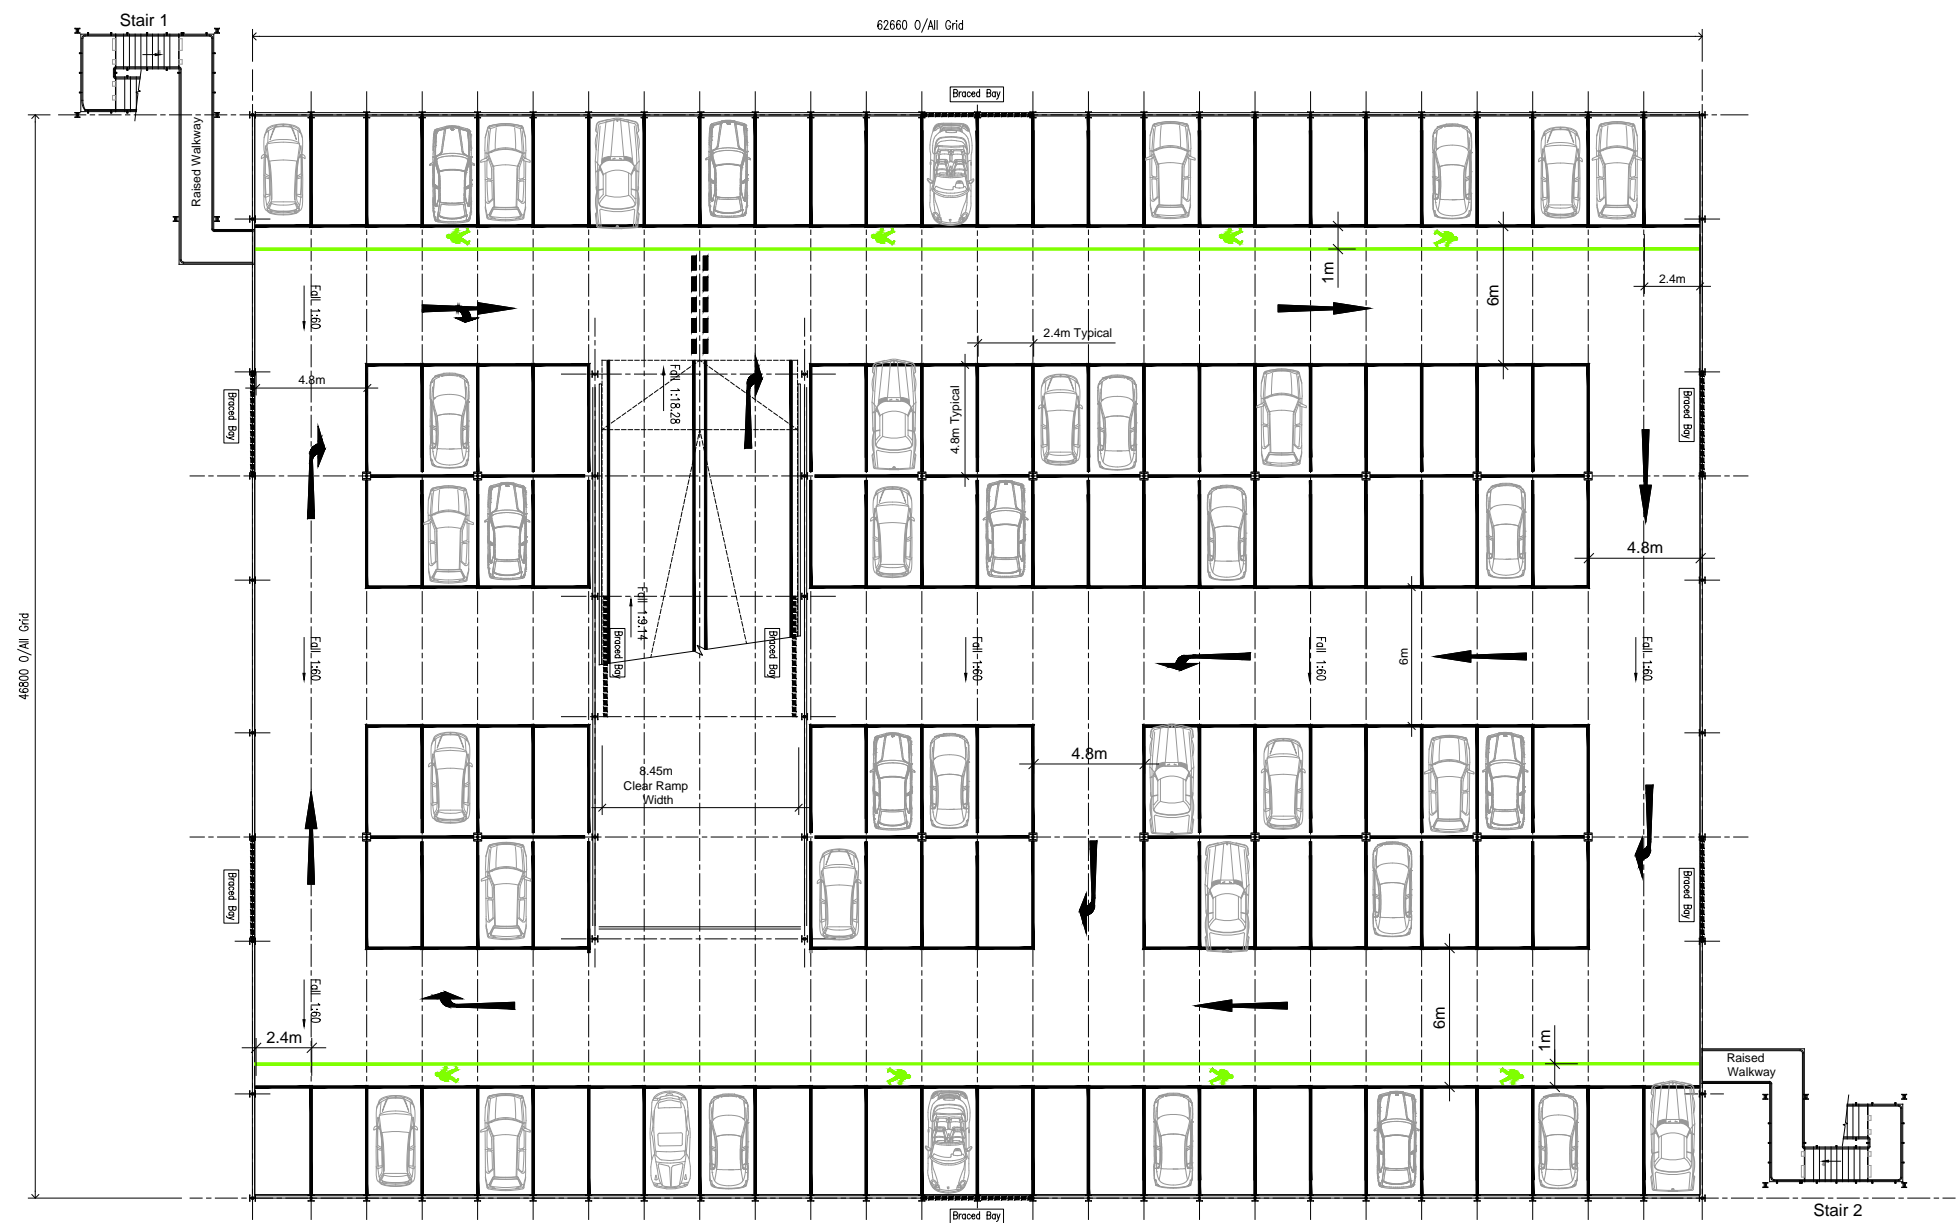 Stair 1
62660 O/All Grid
Braced Bay
Raised Walkway
1m
6m
2.4m
Fall 1:60
2.4m Typical
4.8m
Fall 1:18.28
4.8m Typical
Braced Bay
Braced Bay
4.8m
46800 O/All Grid
Fall 1:60
Fall 1:9.14
Braced Bay
Braced Bay
Fall 1:60
Fall 1:60
6m
Fall 1:60
4.8m
8.45m
Clear Ramp
Width
Braced Bay
Braced Bay
Fall 1:60
2.4m
6m
1m
Raised
Walkway
Braced Bay
Stair 2